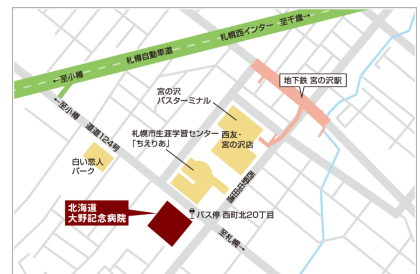 札幌西インター 至千歳→
札樽自動車道
←至小樽
地下鉄 宮の沢駅
宮の沢
バスターミナル
←至小樽
道道124号
札幌市生涯学習センター
「ちえりあ」
西友・
宮の沢店
白い恋人
パーク
北海道
大野記念病院
バス停 西町北20丁目
至札幌→